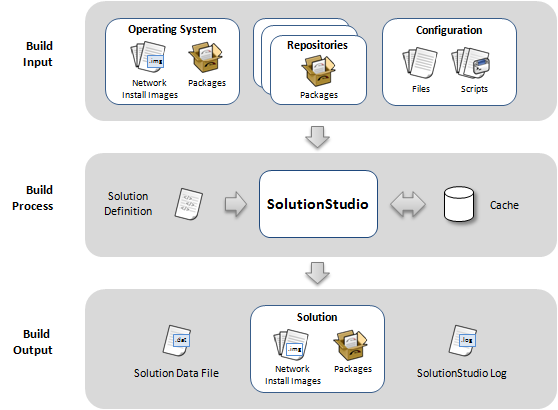 Build
Input
Operating System
.img
Network
Install Images
Packages
Repositories
Packages
Configuration
Files
Scripts
Build
Process
Solution
Definition
SolutionStudio
Cache
Build
Output
.dat
Solution Data File
Solution
.img
Network
Install Images
Packages
.log
SolutionStudio Log